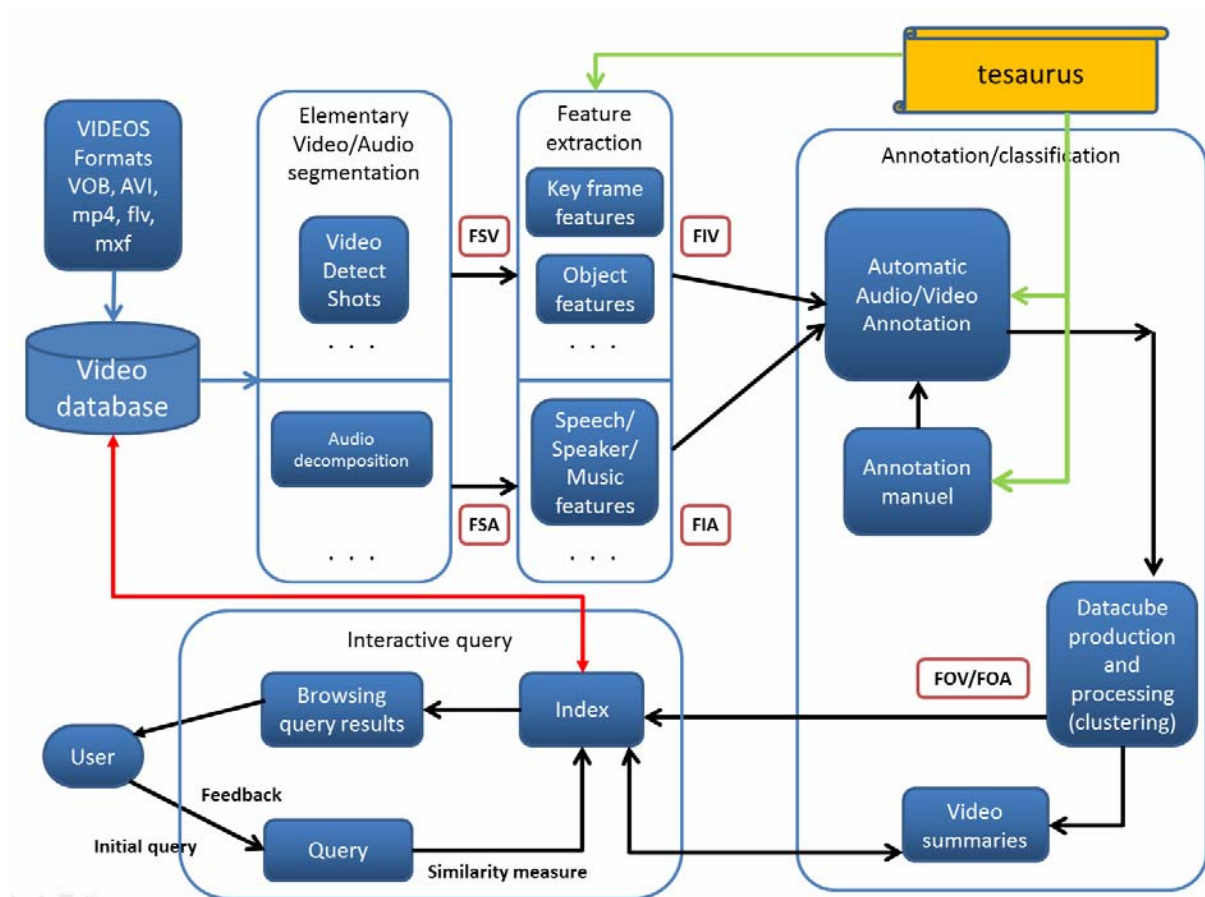 tesaurus
VIDEOS
Formats
VOB, AVI,
mp4, flv,
mxf
Video
database
Elementary
Video/Audio
segmentation
Video
Detect
Shots
. . .
Audio
decomposition
. . .
FSV
FSA
Feature
extraction
Key frame
features
Object
features
. . .
Speech/
Speaker/
Music
features
. . .
FIV
FIA
Annotation/classification
Automatic
Audio/Video
Annotation
Annotation
manuel
Datacube
production
and
processing
(clustering)
FOV/FOA
Video
summaries
Interactive query
Browsing
query results
Index
User
Feedback
Initial query
Query
Similarity measure